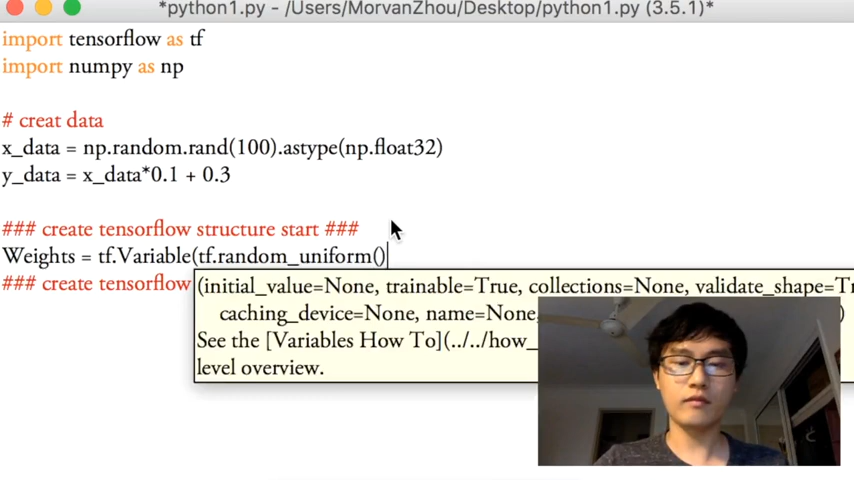 *python1.py - /Users/MorvanZhou/Desktop/python1.py (3.5.1)*
import tensorflow as tf
import numpy as np
# creat data
x_data = np.random.rand(100).astype(np.float32)
y_data = x_data*0.1 + 0.3
### create tensorflow structure start ###
Weights = tf.Variable(tf.random_uniform()
### create tensorflow
(initial_value=None, trainable=True, collections=None, validate_shape=Tr
caching_device=None, name=None, )
See the [Variables How To](../../how_
level overview.